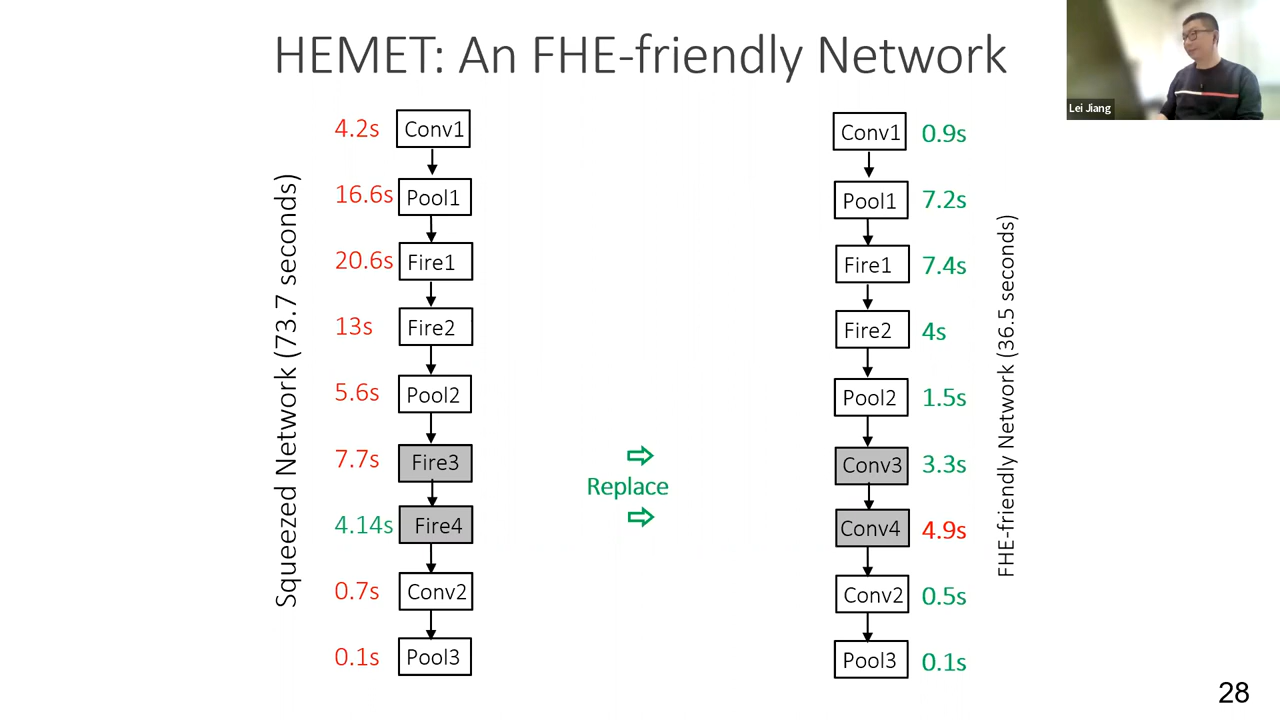 HEMET: An FHE-friendly Network
Lei Jiang
Squeezed Network (73.7 seconds)
4.2s Conv1
16.6s Pool1
20.6s Fire1
13s Fire2
5.6s Pool2
7.7s Fire3
4.14s Fire4
0.7s Conv2
0.1s Pool3
Replace
Conv1 0.9s
Pool1 7.2s
Fire1 7.4s
Fire2 4s
Pool2 1.5s
Conv3 3.3s
Conv4 4.9s
Conv2 0.5s
Pool3 0.1s
FHE-friendly Network (36.5 seconds)
28